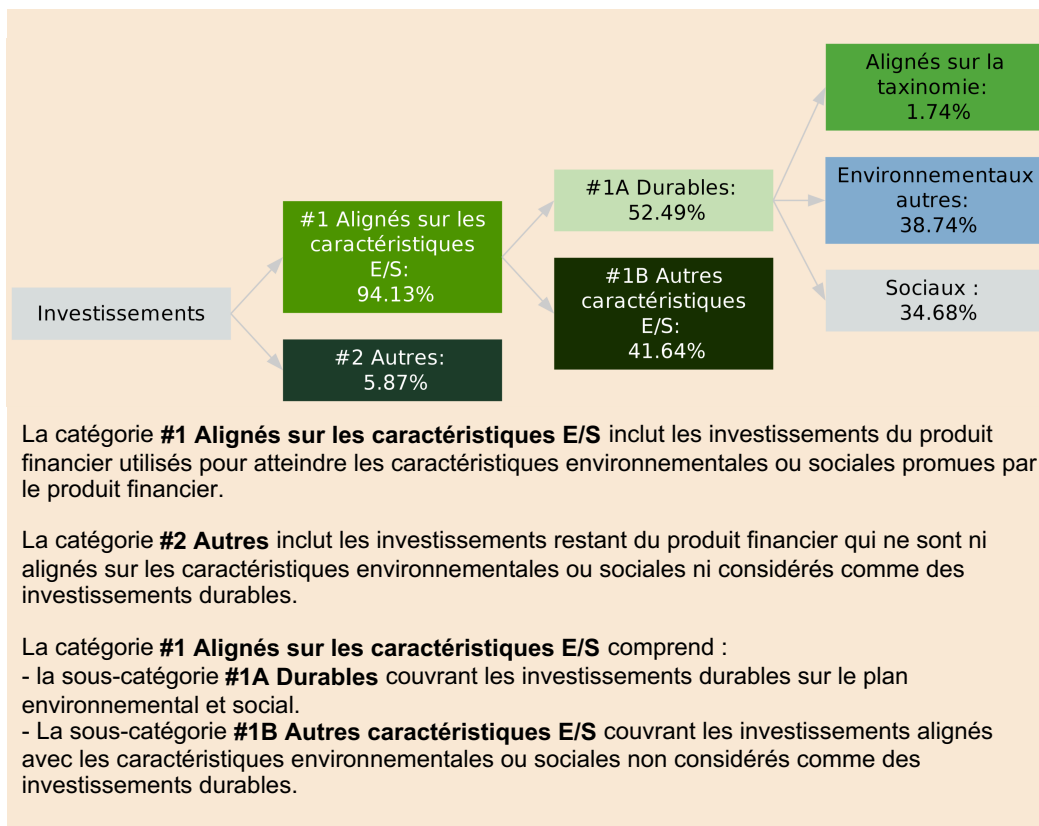 Investissements
#1 Alignés sur les
caractéristiques
E/S:
94.13%
#2 Autres:
5.87%
#1A Durables:
52.49%
#1B Autres
caractéristiques
E/S:
41.64%
Alignés sur la
taxinomie:
1.74%
Environnementaux
autres:
38.74%
Sociaux :
34.68%
La catégorie #1 Alignés sur les caractéristiques E/S inclut les investissements du produit
financier utilisés pour atteindre les caractéristiques environnementales ou sociales promues par
le produit financier.
La catégorie #2 Autres inclut les investissements restant du produit financier qui ne sont ni
alignés sur les caractéristiques environnementales ou sociales ni considérés comme des
investissements durables.
La catégorie #1 Alignés sur les caractéristiques E/S comprend :
- la sous-catégorie #1A Durables couvrant les investissements durables sur le plan
environnemental et social.
- La sous-catégorie #1B Autres caractéristiques E/S couvrant les investissements alignés
avec les caractéristiques environnementales ou sociales non considérés comme des
investissements durables.